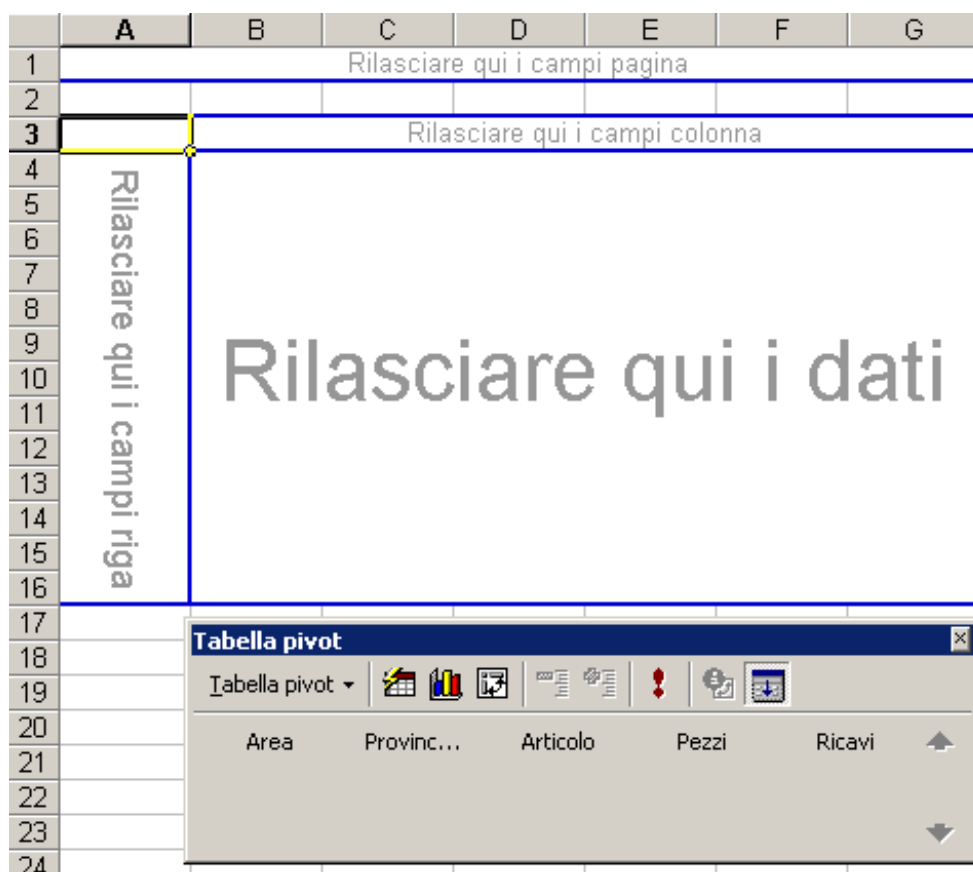 A B C D E F G
1 Rilasciare qui i campi pagina
2
3 Rilasciare qui i campi colonna
4
5
6
7
8
9
10
11
12
13
14
15
16
Rilasciare qui i campi riga
Rilasciare qui i dati
17
18
19
20
21
22
23
24
Tabella pivot
Tabella pivot
Area Provinc... Articolo Pezzi Ricavi